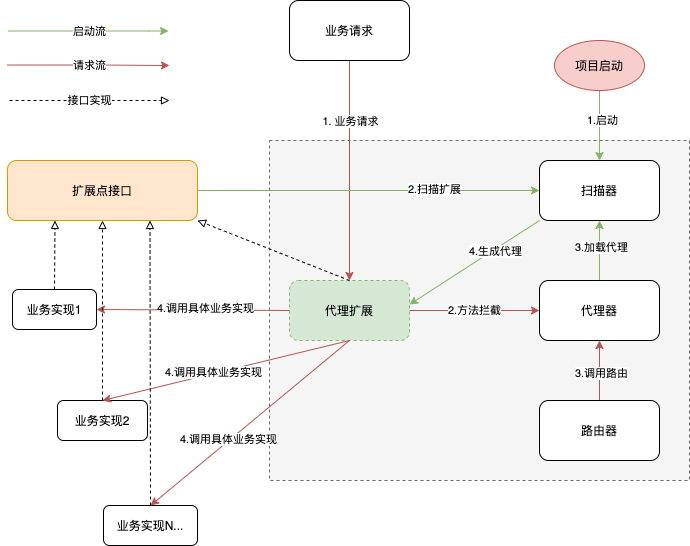 启动流
请求流
接口实现
业务请求
项目启动
1. 业务请求
1.启动
扩展点接口
2.扫描扩展
扫描器
4.生成代理
3.加载代理
业务实现1
4.调用具体业务实现
代理扩展
2.方法拦截
代理器
4.调用具体业务实现
3.调用路由
业务实现2
4.调用具体业务实现
路由器
业务实现N...